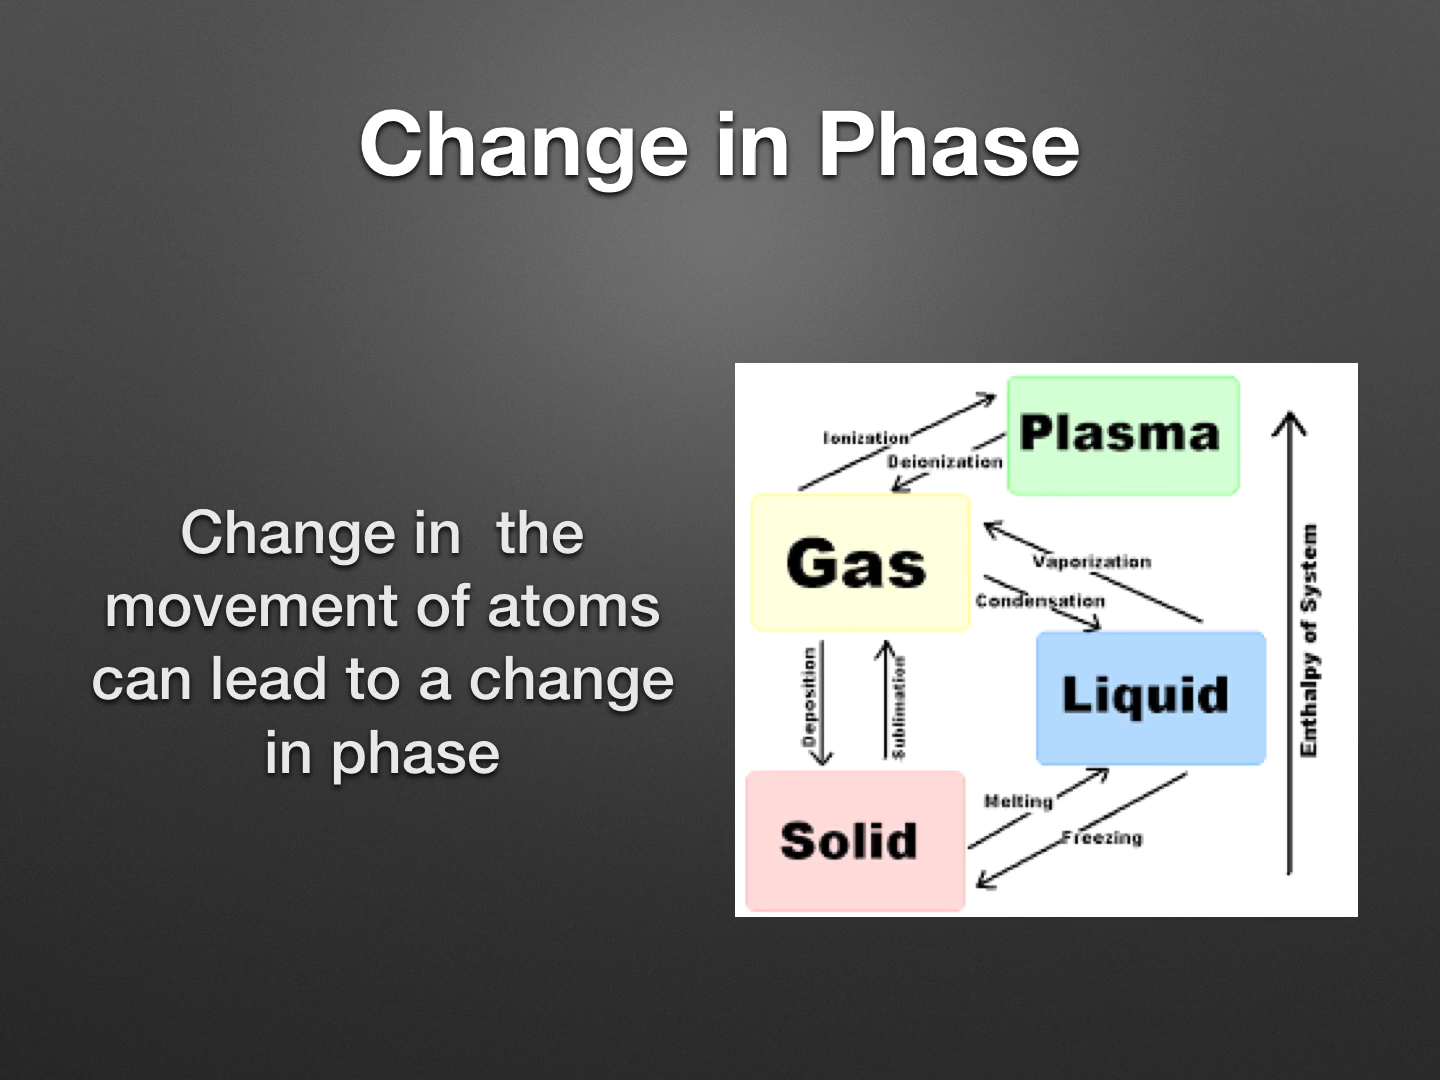 Change in Phase
Change in  the
movement of atoms
can lead to a change
in phase
Plasma
Ionization
Deionization
Gas
Vaporization
Condensation
Deposition
Sublimation
Liquid
Enthalpy of System
Melting
Solid
Freezing